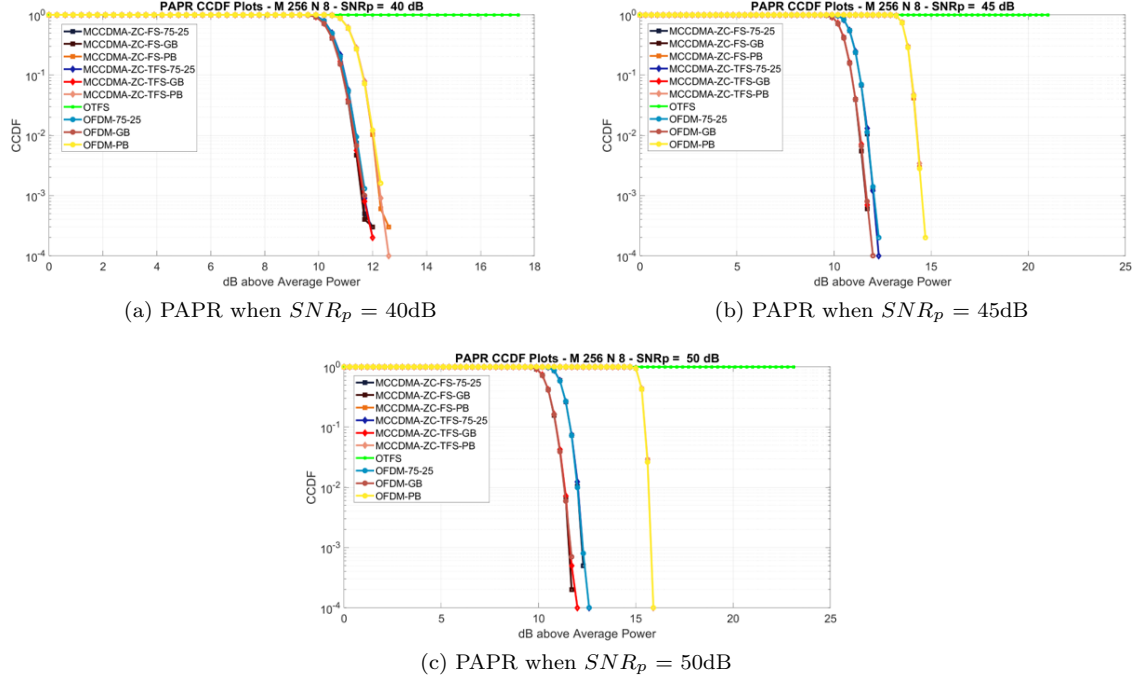 PAPR CCDF Plots - M 256 N 8 - SNRp = 40 dB
10^0
10^-1
10^-2
10^-3
10^-4
CCDF
MCCDMA-ZC-FS-75-25
MCCDMA-ZC-FS-GB
MCCDMA-ZC-FS-PB
MCCDMA-ZC-TFS-75-25
MCCDMA-ZC-TFS-GB
MCCDMA-ZC-TFS-PB
OTFS
OFDM-75-25
OFDM-GB
OFDM-PB
0 2 4 6 8 10 12 14 16 18
dB above Average Power
(a) PAPR when SNR_p = 40dB
PAPR CCDF Plots - M 256 N 8 - SNRp = 45 dB
10^0
10^-1
10^-2
10^-3
10^-4
CCDF
MCCDMA-ZC-FS-75-25
MCCDMA-ZC-FS-GB
MCCDMA-ZC-FS-PB
MCCDMA-ZC-TFS-75-25
MCCDMA-ZC-TFS-GB
MCCDMA-ZC-TFS-PB
OTFS
OFDM-75-25
OFDM-GB
OFDM-PB
0 5 10 15 20 25
dB above Average Power
(b) PAPR when SNR_p = 45dB
PAPR CCDF Plots - M 256 N 8 - SNRp = 50 dB
10^0
10^-1
10^-2
10^-3
10^-4
CCDF
MCCDMA-ZC-FS-75-25
MCCDMA-ZC-FS-GB
MCCDMA-ZC-FS-PB
MCCDMA-ZC-TFS-75-25
MCCDMA-ZC-TFS-GB
MCCDMA-ZC-TFS-PB
OTFS
OFDM-75-25
OFDM-GB
OFDM-PB
0 5 10 15 20 25
dB above Average Power
(c) PAPR when SNR_p = 50dB